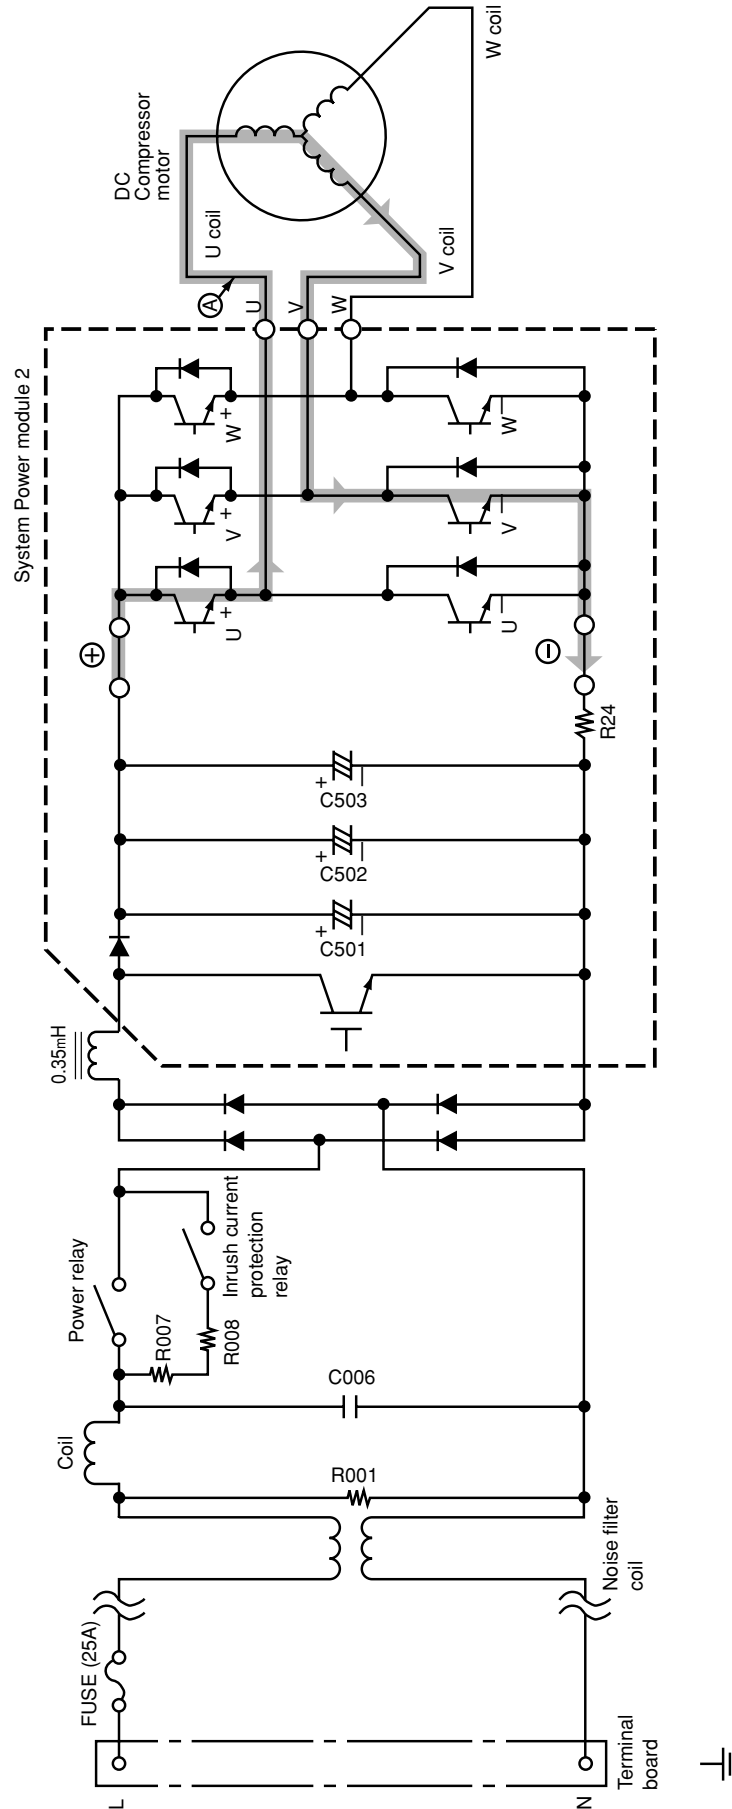 L
N
Terminal
board
FUSE (25A)
Noise filter
coil
R001
Coil
C006
Power relay
R007
R008
Inrush current
protection
relay
0.35mH
System Power module 2
+
C501
−
+
C502
−
+
C503
−
R24
+
−
U
+
V
+
W
+
U
−
V
−
W
−
U
V
W
A
U coil
V coil
W coil
DC
Compressor
motor